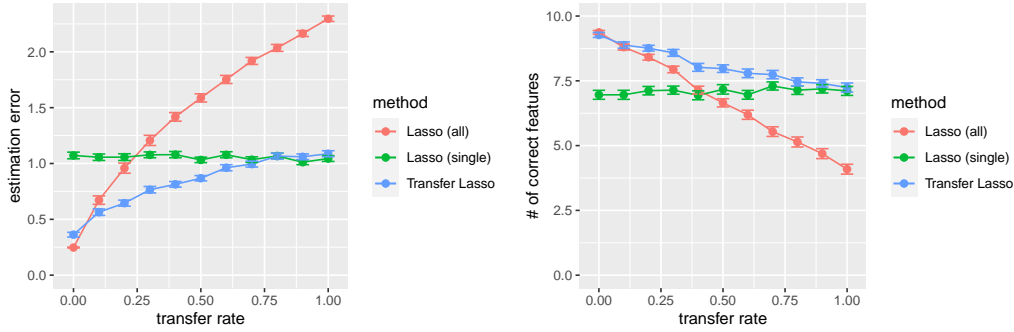 estimation error
2.0
1.5
1.0
0.5
0.0
0.00 0.25 0.50 0.75 1.00
transfer rate
method
Lasso (all)
Lasso (single)
Transfer Lasso
# of correct features
10.0
7.5
5.0
2.5
0.0
0.00 0.25 0.50 0.75 1.00
transfer rate
method
Lasso (all)
Lasso (single)
Transfer Lasso